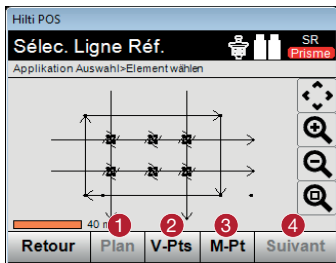 Hilti POS
Sélec. Ligne Réf.
SR
Prisme
Applikation Auswahl>Element wählen
40 m
1 2 3 4
Retour Plan V-Pts M-Pt Suivant